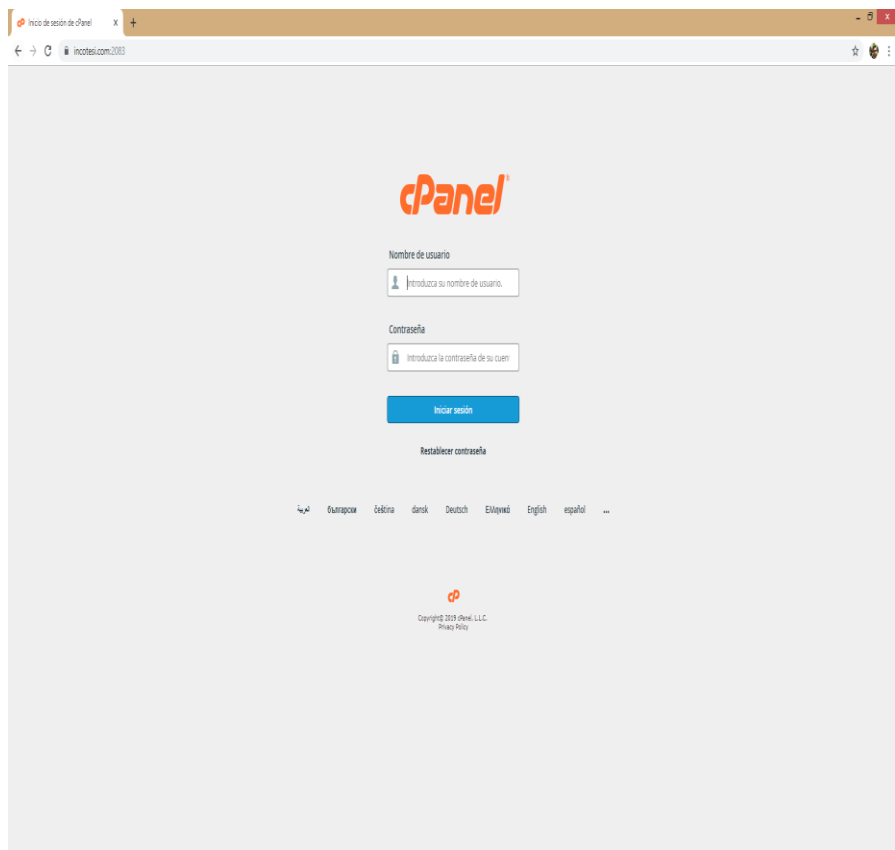 Inicio de sesión de cPanel x +
incotesi.com:2083
cPanel®
Nombre de usuario
Introduzca su nombre de usuario.
Contraseña
Introduzca la contraseña de su cuen
Iniciar sesión
Restablecer contraseña
العربية български čeština dansk Deutsch Ελληνικά English español ...
cP
Copyright© 2019 cPanel, L.L.C.
Privacy Policy